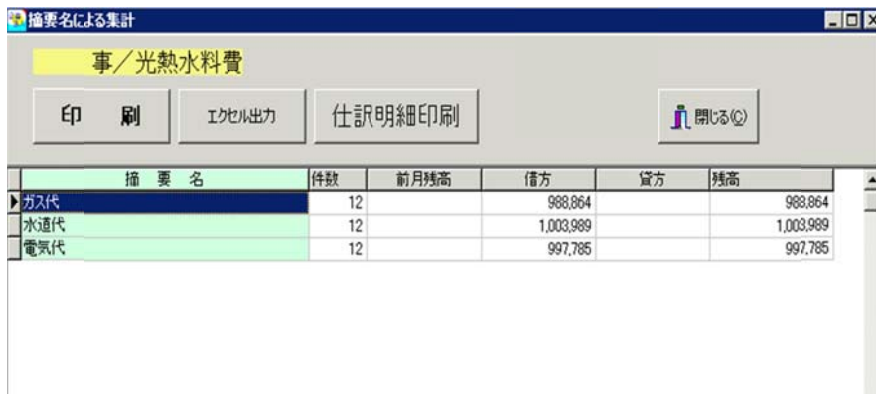 摘要名による集計
事／光熱水料費
印 刷 エクセル出力 仕訳明細印刷 閉じる(C)
摘 要 名 件数 前月残高 借方 貸方 残高
ガス代 12 988,864 988,864
水道代 12 1,003,989 1,003,989
電気代 12 997,785 997,785